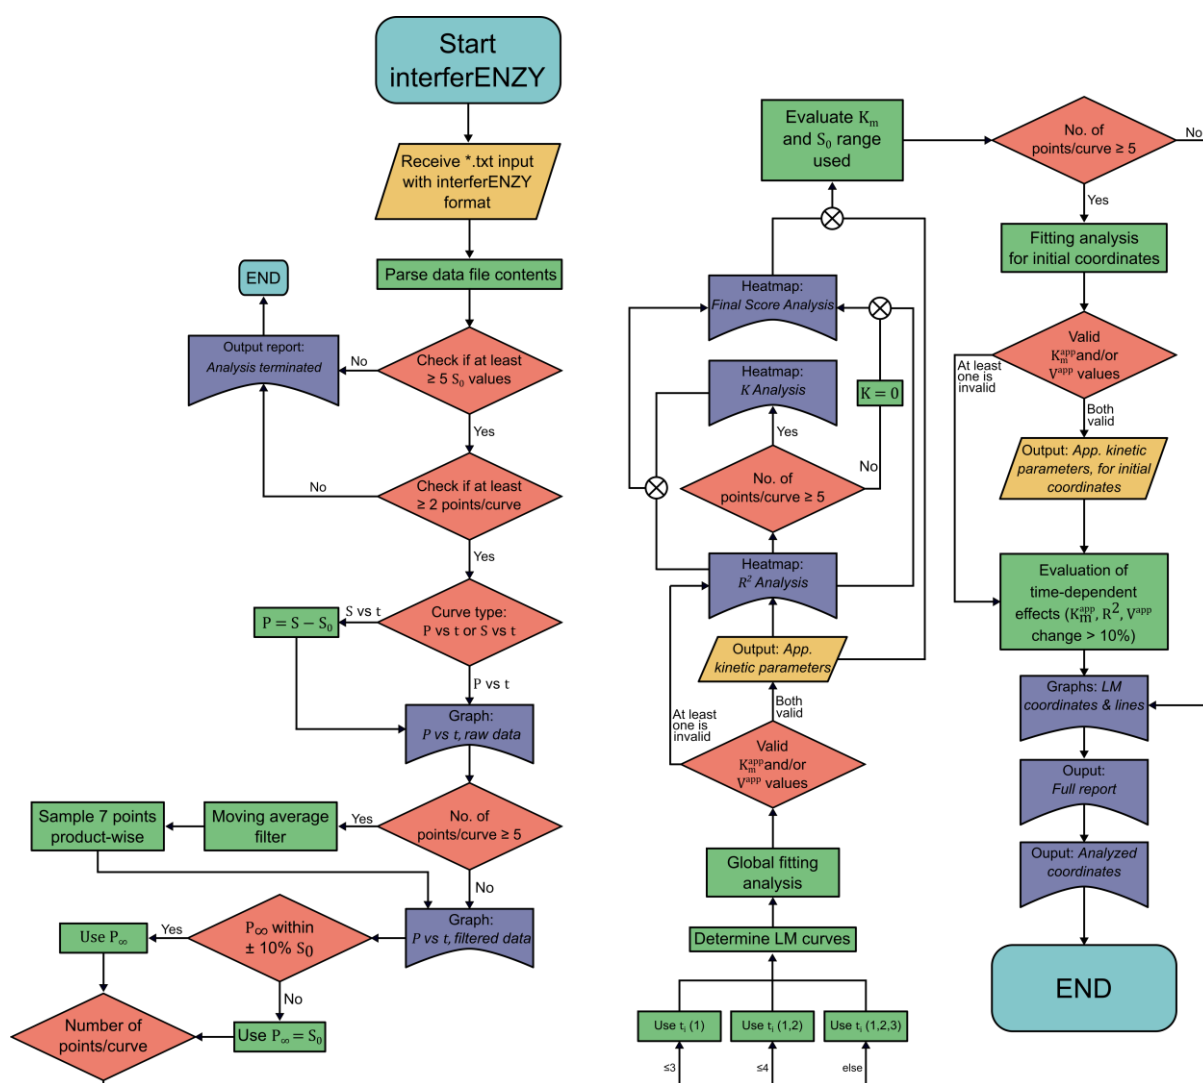 Start
interferENZY
Receive *.txt input
with interferENZY
format
Parse data file contents
END
Output report:
Analysis terminated
No
Check if at least
≥ 5 S₀ values
Yes
No
Check if at least
≥ 2 points/curve
Yes
S vs t
P = S − S₀
Curve type:
P vs t or S vs t
P vs t
Graph:
P vs t, raw data
Sample 7 points
product-wise
Moving average
filter
Yes
No. of
points/curve ≥ 5
No
Graph:
P vs t, filtered data
Use P∞
Yes
P∞ within
± 10% S₀
No
Use P∞ = S₀
Number of
points/curve
≤3
≤4
else
Use tᵢ (1)
Use tᵢ (1,2)
Use tᵢ (1,2,3)
Determine LM curves
Global fitting
analysis
Valid
Kₘᵃᵖᵖ and/or
Vᵃᵖᵖ values
At least
one is
invalid
Both
valid
Output: App.
kinetic parameters
Heatmap:
R² Analysis
No. of
points/curve ≥ 5
Yes
No
K = 0
Heatmap:
K Analysis
Heatmap:
Final Score Analysis
Evaluate Kₘ
and S₀ range
used
No. of
points/curve ≥ 5
No
Yes
Fitting analysis
for initial coordinates
Valid
Kₘᵃᵖᵖ and/or
Vᵃᵖᵖ values
At least
one is
invalid
Both
valid
Output: App. kinetic
parameters, for initial
coordinates
Evaluation of
time-dependent
effects (Kₘᵃᵖᵖ, R², Vᵃᵖᵖ
change > 10%)
Graphs: LM
coordinates & lines
Ouput:
Full report
Ouput: Analyzed
coordinates
END